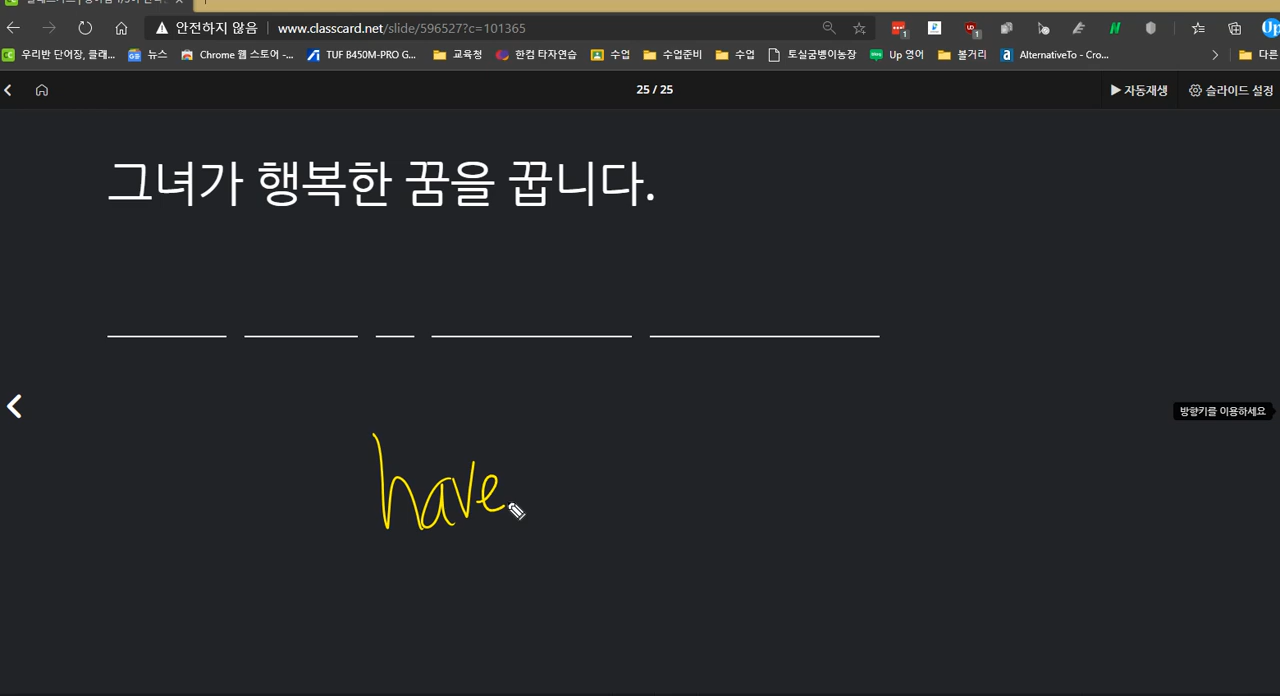 안전하지 않음 www.classcard.net/slide/596527?c=101365
우리반 단어장, 클래... 뉴스 Chrome 웹 스토어 -... TUF B450M-PRO G... 한컴 타자연습 수업 수업준비 수업 토실굼벵이농장 Up 영어 교육청 볼거리 AlternativeTo - Cro... 다른
25 / 25 자동재생 슬라이드 설정
그녀가 행복한 꿈을 꿉니다.
방향키를 이용하세요
have